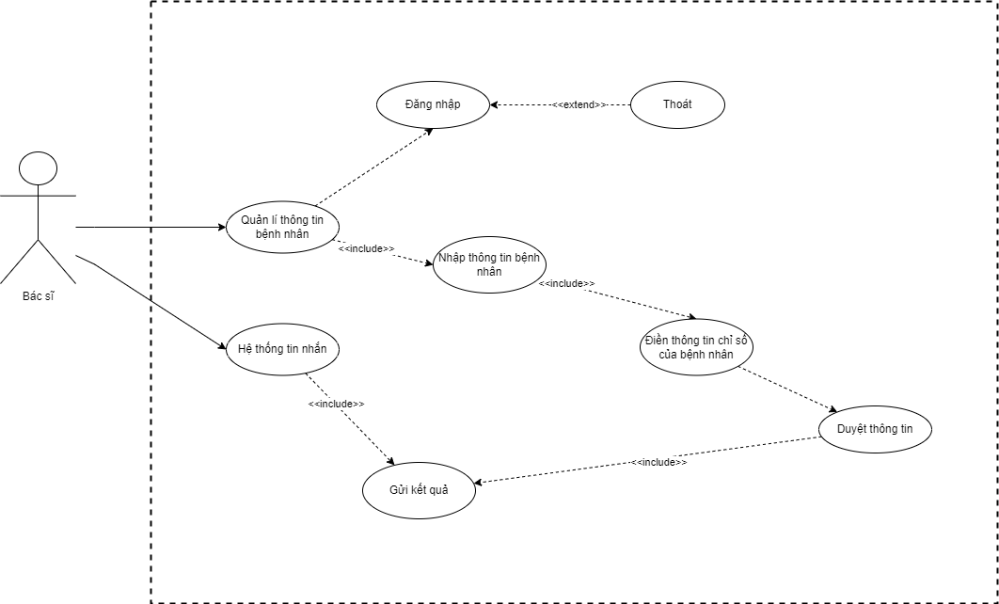 Đăng nhập
<<extend>>
Thoát
Quản lí thông tin
bệnh nhân
<<include>>
Nhập thông tin bệnh
nhân
<<include>>
Bác sĩ
Điền thông tin chỉ số
của bệnh nhân
Hệ thống tin nhắn
<<include>>
Duyệt thông tin
<<include>>
Gửi kết quả